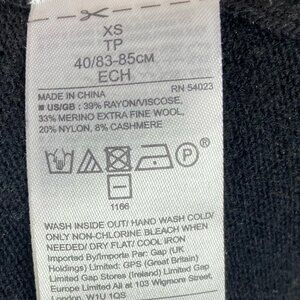 XS
TP
40/83-85CM
ECH
MADE IN CHINA RN 54023
■ US/GB : 39% RAYON/VISCOSE,
33% MERINO EXTRA FINE WOOL,
20% NYLON, 8% CASHMERE
P
1166
WASH INSIDE OUT/ HAND WASH COLD/
ONLY NON-CHLORINE BLEACH WHEN
NEEDED/ DRY FLAT/ COOL IRON
Imported By/Importe Par: Gap (UK
Holdings) Limited: GPS (Great Britain)
Limited Gap Stores (Ireland) Limited Gap
Europe Limited All at 103 Wigmore Street,
London, W1U 1QS